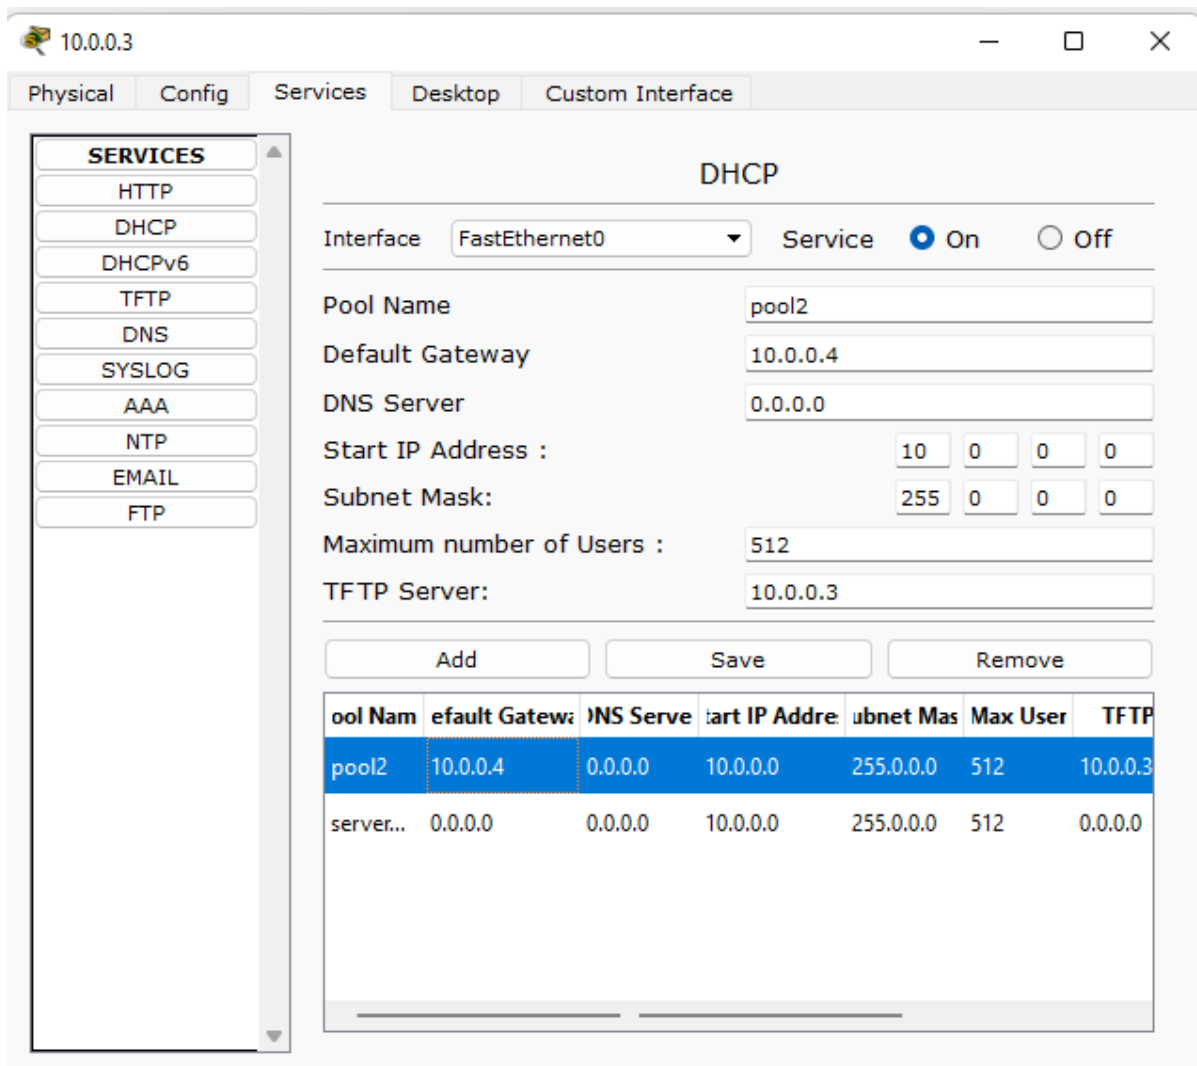 10.0.0.3
Physical Config Services Desktop Custom Interface
SERVICES
HTTP
DHCP
DHCPv6
TFTP
DNS
SYSLOG
AAA
NTP
EMAIL
FTP
DHCP
Interface FastEthernet0 Service On Off
Pool Name pool2
Default Gateway 10.0.0.4
DNS Server 0.0.0.0
Start IP Address : 10 0 0 0
Subnet Mask: 255 0 0 0
Maximum number of Users : 512
TFTP Server: 10.0.0.3
Add Save Remove
ool Nam efault Gatewa DNS Serve tart IP Addre ubnet Mas Max User TFTP
pool2 10.0.0.4 0.0.0.0 10.0.0.0 255.0.0.0 512 10.0.0.3
server... 0.0.0.0 0.0.0.0 10.0.0.0 255.0.0.0 512 0.0.0.0